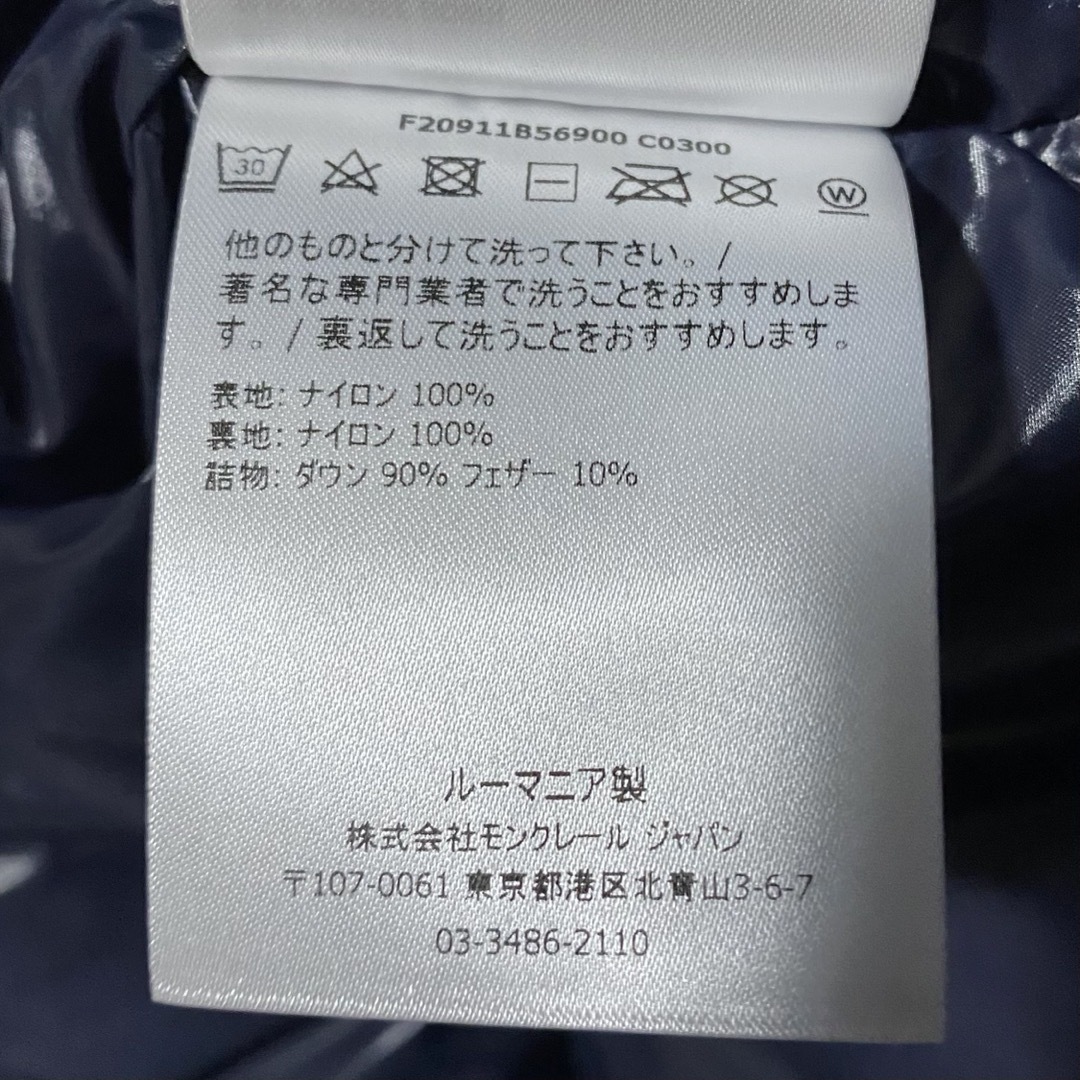 F20911B56900 C0300
30
W
他のものと分けて洗って下さい。/
著名な専門業者で洗うことをおすすめしま
す。/ 裏返して洗うことをおすすめします。
表地: ナイロン 100%
裏地: ナイロン 100%
詰物: ダウン 90% フェザー 10%
ルーマニア製
株式会社モンクレール ジャパン
〒107-0061 東京都港区北青山3-6-7
03-3486-2110